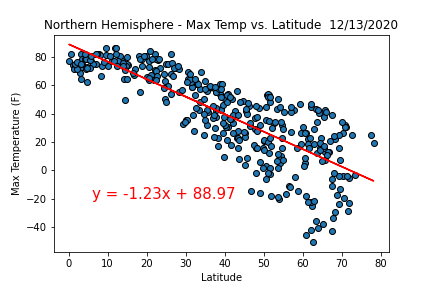 Northern Hemisphere - Max Temp vs. Latitude 12/13/2020
Max Temperature (F)
80
60
40
20
0
−20
−40
y = -1.23x + 88.97
0 10 20 30 40 50 60 70 80
Latitude